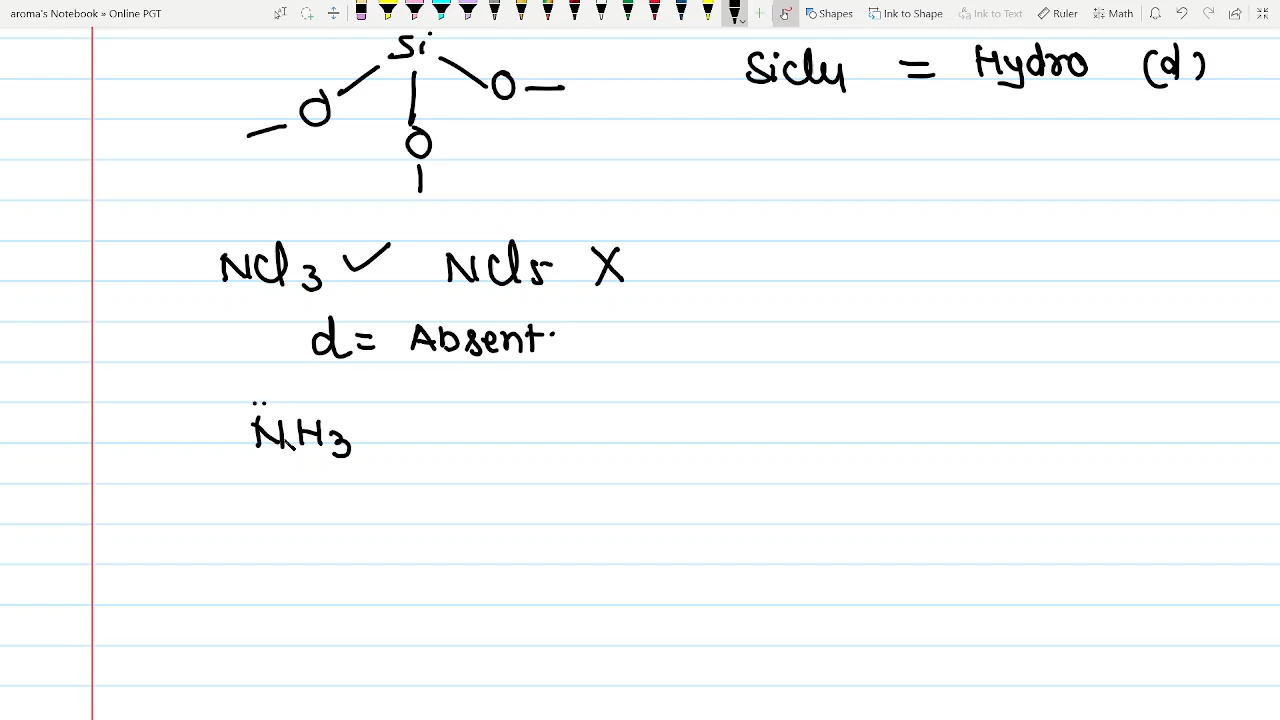 aroma's Notebook » Online PGT
Shapes Ink to Shape Ink to Text Ruler Math
Si
O O
O
Sicl4 = Hydro (d)
NCl3 ✓ NCl5 X
d = Absent
N̈H3